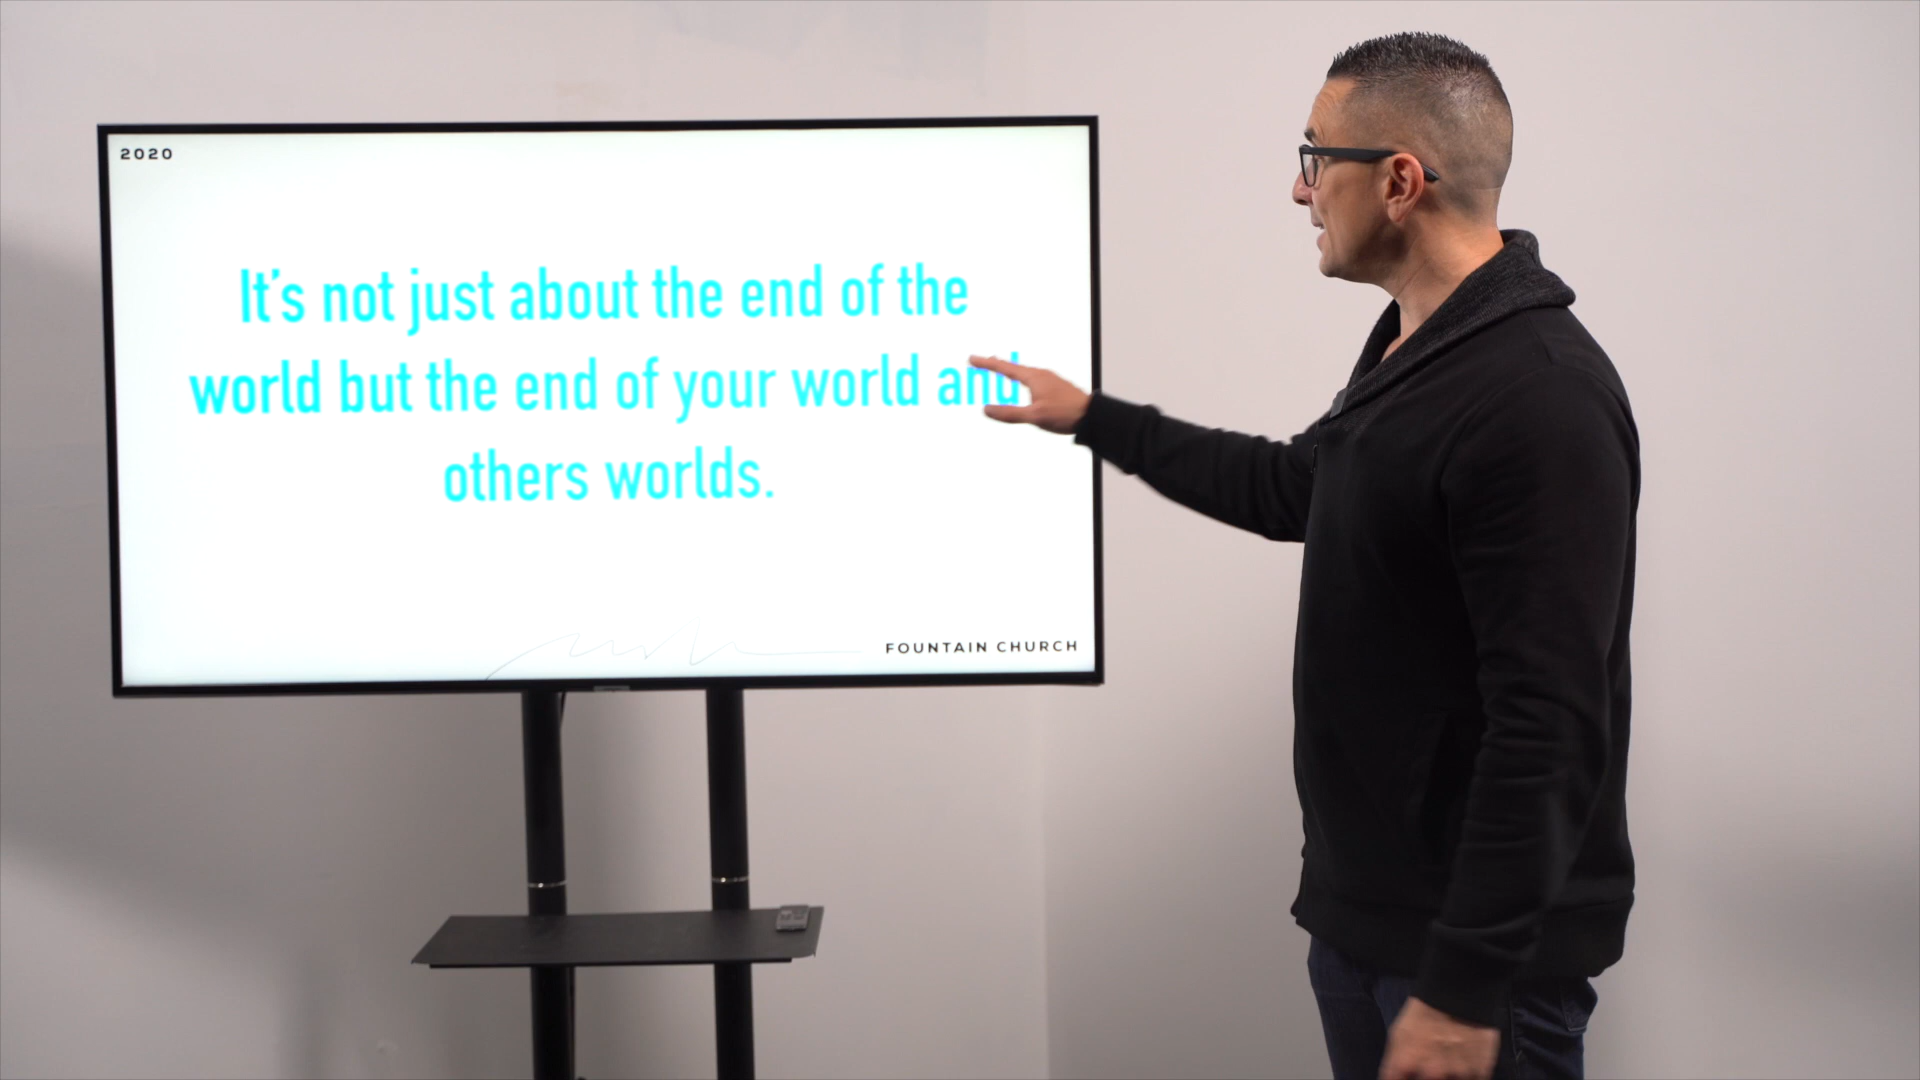 2020
It's not just about the end of the
world but the end of your world and
others worlds.
FOUNTAIN CHURCH